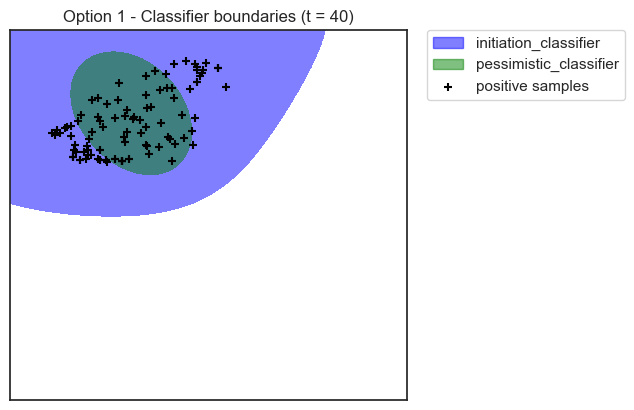 Option 1 - Classifier boundaries (t = 40)
initiation_classifier
pessimistic_classifier
positive samples